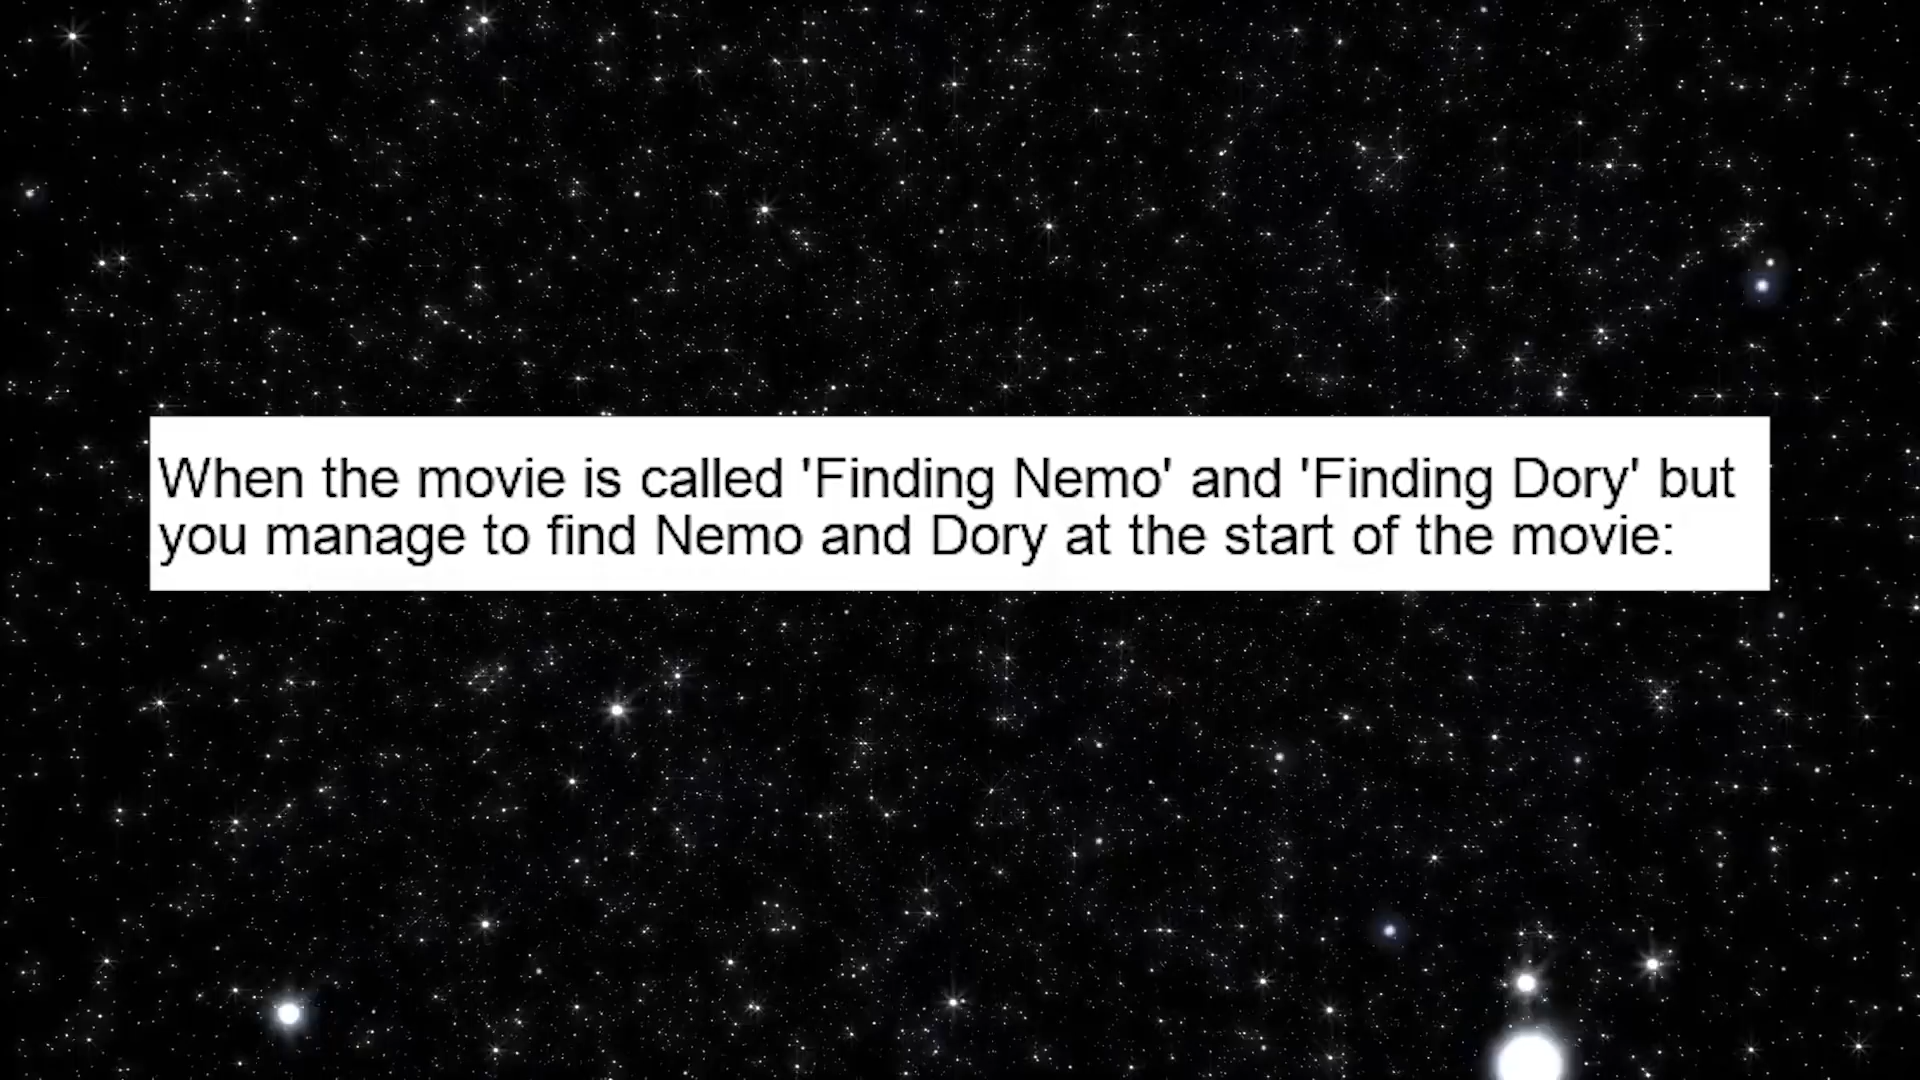 When the movie is called 'Finding Nemo' and 'Finding Dory' but
you manage to find Nemo and Dory at the start of the movie: